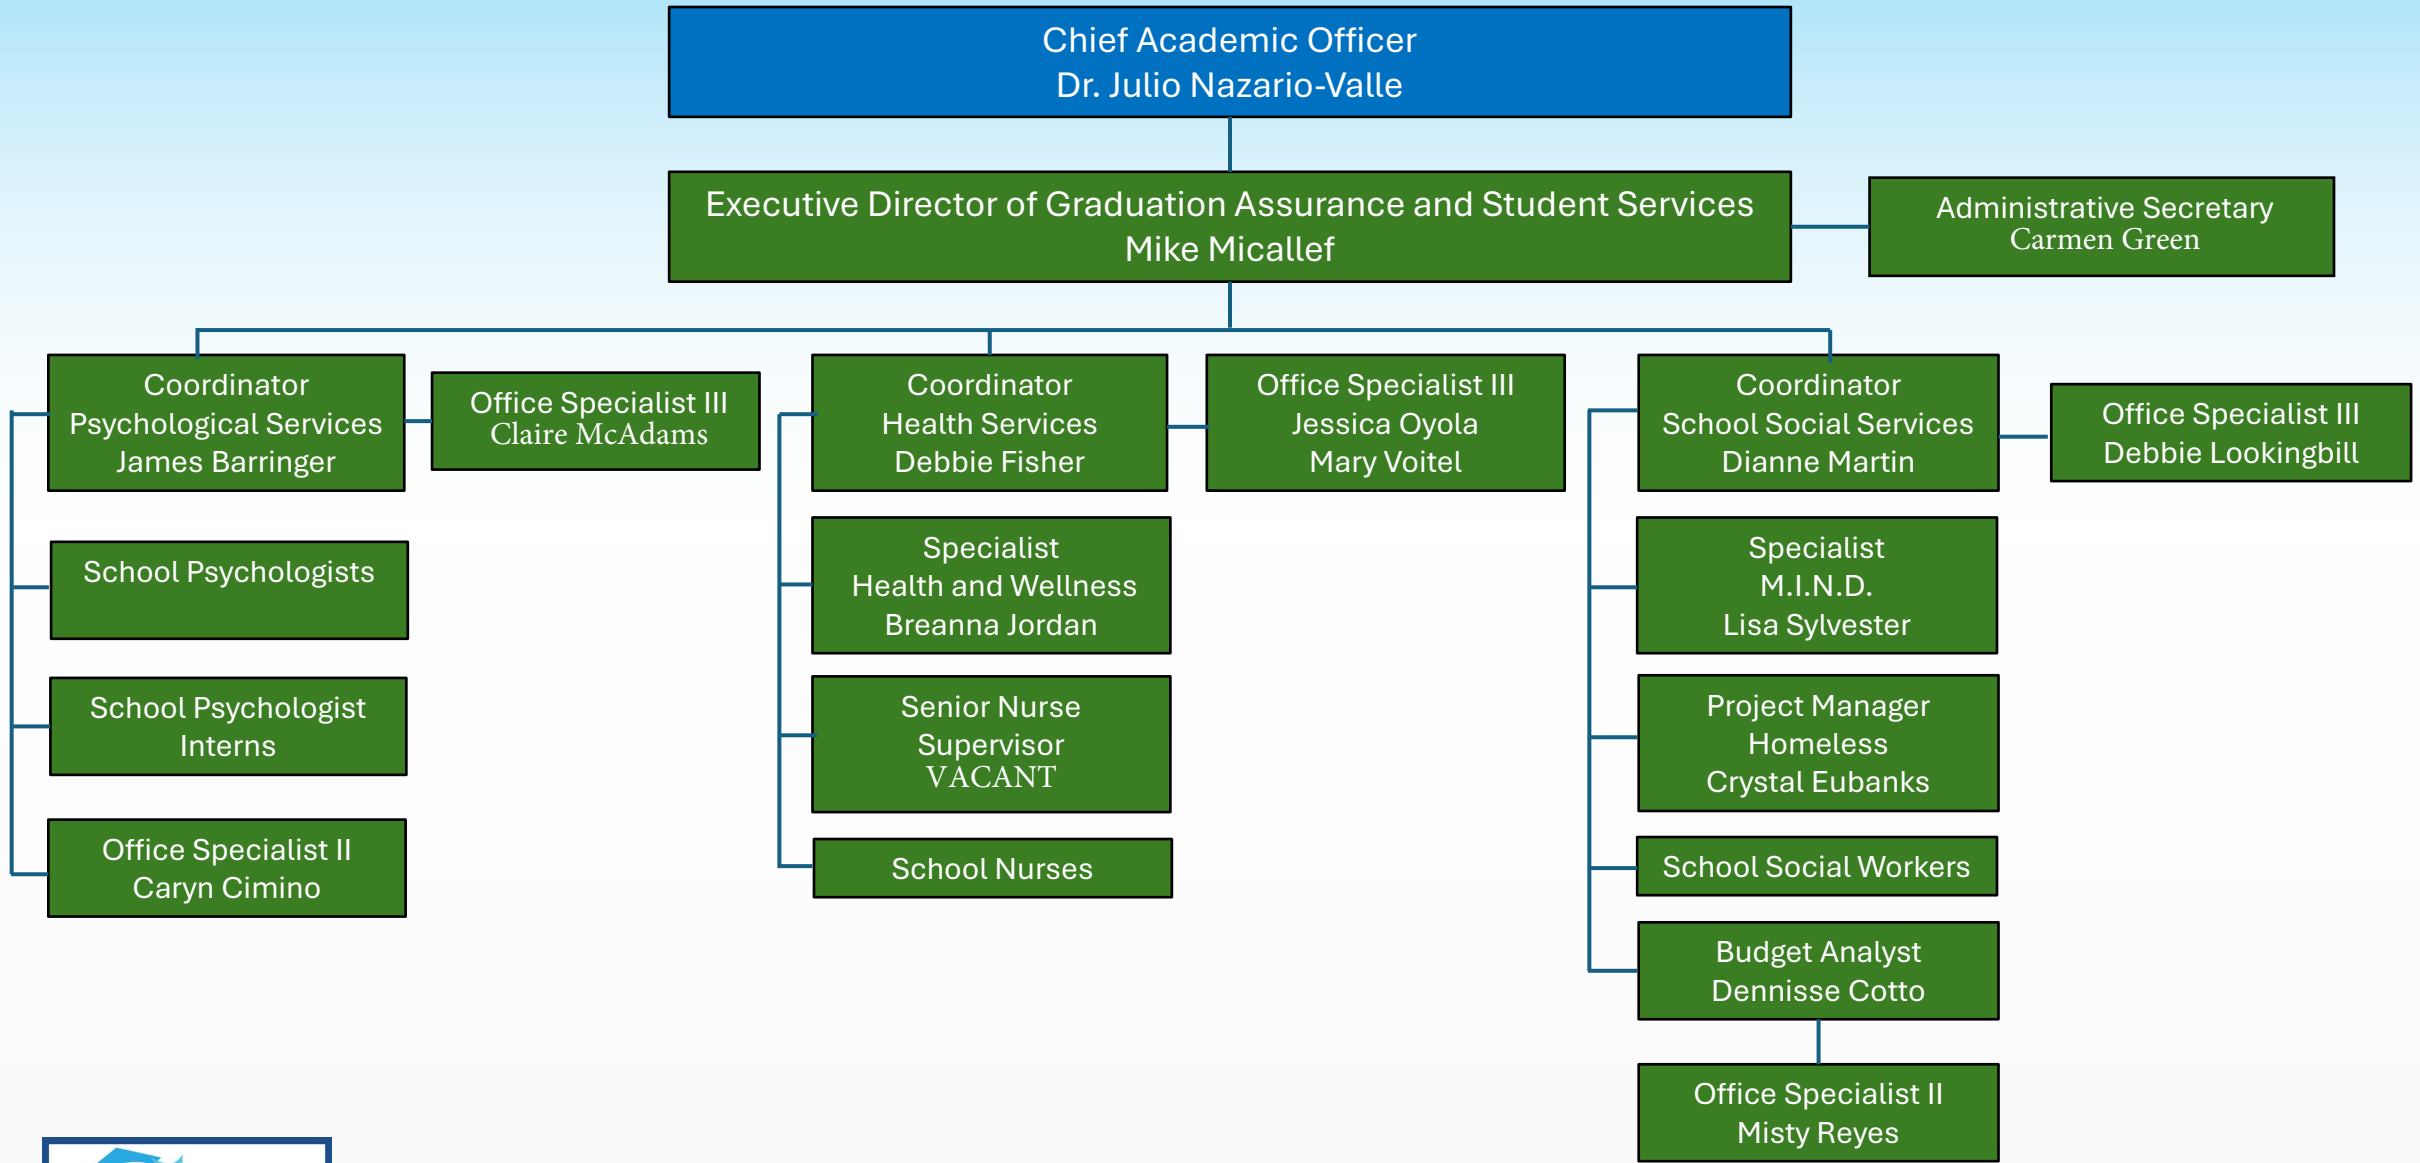 Chief Academic Officer
Dr. Julio Nazario-Valle
Executive Director of Graduation Assurance and Student Services
Mike Micallef
Administrative Secretary
Carmen Green
Coordinator
Psychological Services
James Barringer
Office Specialist III
Claire McAdams
Coordinator
Health Services
Debbie Fisher
Office Specialist III
Jessica Oyola
Mary Voitel
Coordinator
School Social Services
Dianne Martin
Office Specialist III
Debbie Lookingbill
School Psychologists
School Psychologist
Interns
Office Specialist II
Caryn Cimino
Specialist
Health and Wellness
Breanna Jordan
Senior Nurse
Supervisor
VACANT
School Nurses
Specialist
M.I.N.D.
Lisa Sylvester
Project Manager
Homeless
Crystal Eubanks
School Social Workers
Budget Analyst
Dennisse Cotto
Office Specialist II
Misty Reyes